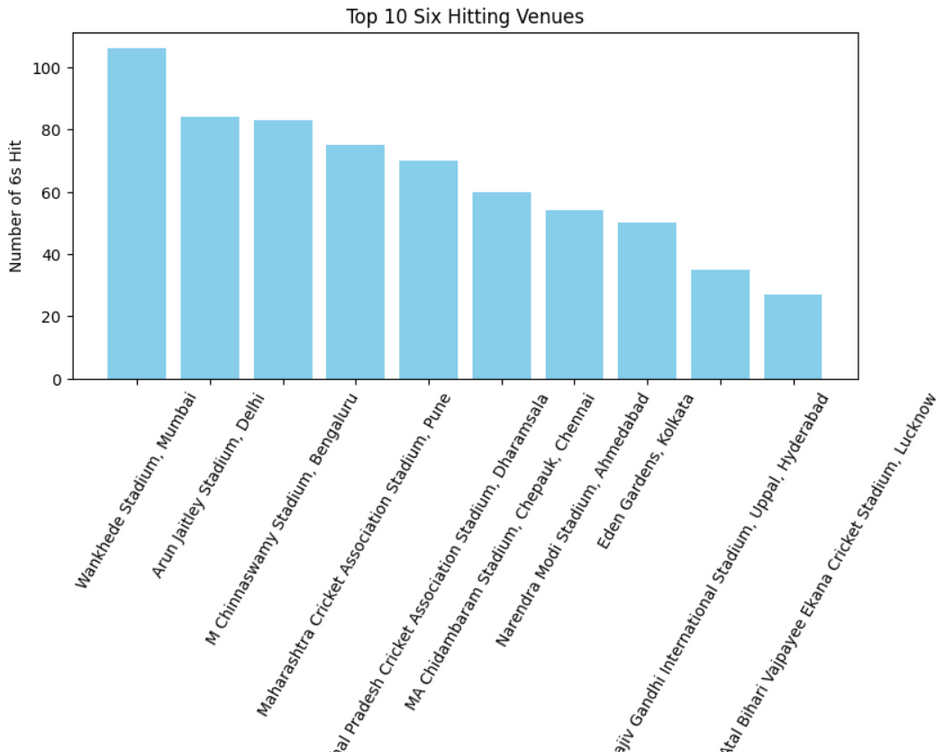 Top 10 Six Hitting Venues
Number of 6s Hit
100
80
60
40
20
0
Wankhede Stadium, Mumbai
Arun Jaitley Stadium, Delhi
M Chinnaswamy Stadium, Bengaluru
Maharashtra Cricket Association Stadium, Pune
Pradesh Cricket Association Stadium, Dharamsala
MA Chidambaram Stadium, Chepauk, Chennai
Narendra Modi Stadium, Ahmedabad
Eden Gardens, Kolkata
Gandhi International Stadium, Uppal, Hyderabad
Atal Bihari Vajpayee Ekana Cricket Stadium, Lucknow